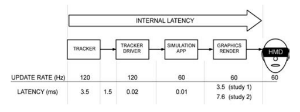 INTERNAL LATENCY
TRACKER
TRACKER DRIVER
SIMULATION APP
GRAPHICS RENDER
HMD
UPDATE RATE (Hz) 120 120 60 60 60
LATENCY (ms) 3.5 1.5 0.02 0.01 3.5 (study 1)
7.6 (study 2)